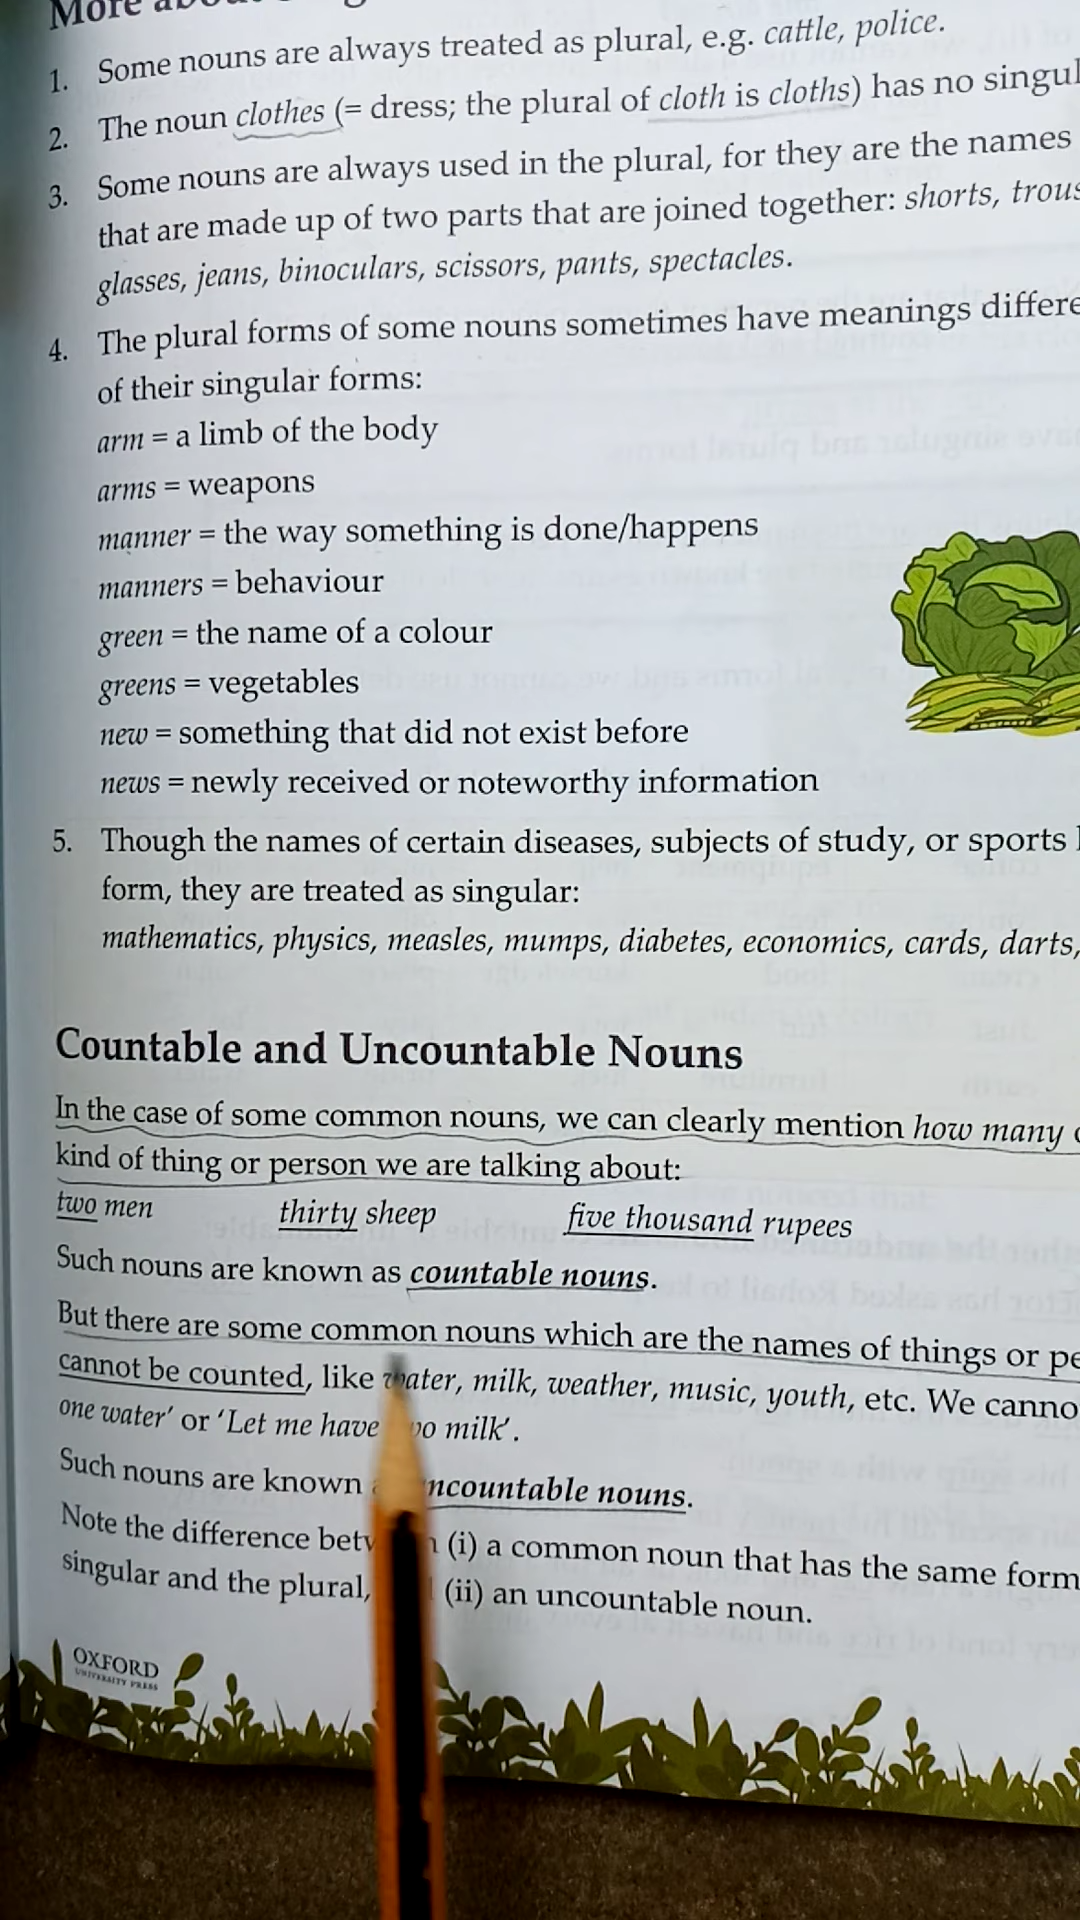 More
1. Some nouns are always treated as plural, e.g. cattle, police.
2. The noun clothes (= dress; the plural of cloth is cloths) has no
3. Some nouns are always used in the plural, for they are the names
that are made up of two parts that are joined together: shorts,
glasses, jeans, binoculars, scissors, pants, spectacles.
4. The plural forms of some nouns sometimes have meanings
of their singular forms:
arm = a limb of the body
arms = weapons
manner = the way something is done/happens
manners = behaviour
green = the name of a colour
greens = vegetables
new = something that did not exist before
news = newly received or noteworthy information
5. Though the names of certain diseases, subjects of study, or sports
form, they are treated as singular:
mathematics, physics, measles, mumps, diabetes, economics, cards, darts,
Countable and Uncountable Nouns
In the case of some common nouns, we can clearly mention how many
kind of thing or person we are talking about:
two men thirty sheep five thousand rupees
Such nouns are known as countable nouns.
But there are some common nouns which are the names of things or
cannot be counted, like water, milk, weather, music, youth, etc. We
one water' or 'Let me have milk'.
Such nouns are known nouns.
Note the difference (i) a common noun that has the same form
singular and the plural, (ii) an uncountable noun.
OXFORD
UNIVERSITY PRESS